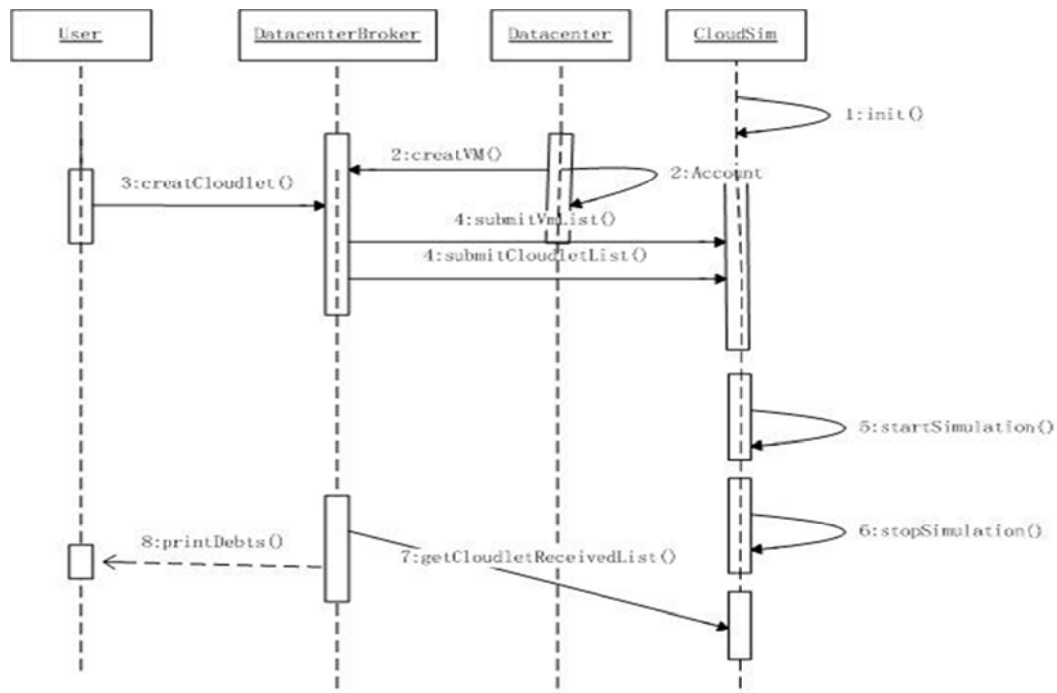 User
DatacenterBroker
Datacenter
CloudSim
1:init()
2:creatVM()
2:Account
3:creatCloudlet()
4:submitVmList()
4:submitCloudletList()
5:startSimulation()
6:stopSimulation()
8:printDebts()
7:getCloudletReceivedList()